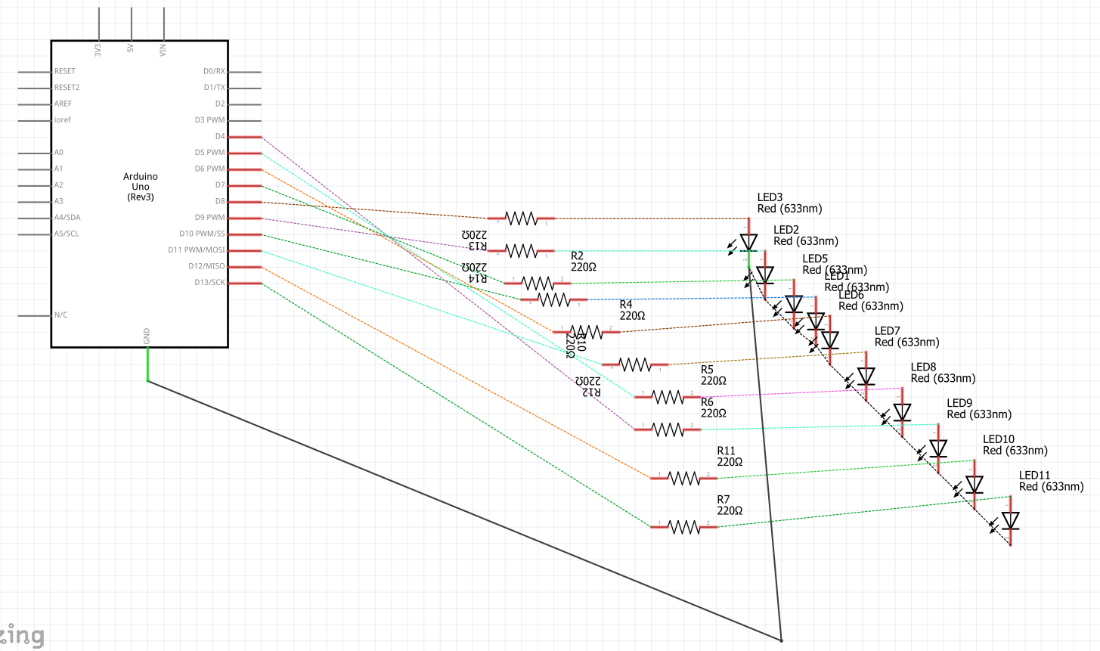 3V3
5V
VIN
RESET
RESET2
AREF
ioref
A0
A1
A2
A3
A4/SDA
A5/SCL
N/C
GND
Arduino
Uno
(Rev3)
D0/RX
D1/TX
D2
D3 PWM
D4
D5 PWM
D6 PWM
D7
D8
D9 PWM
D10 PWM/SS
D11 PWM/MOSI
D12/MISO
D13/SCK
R13
220Ω
R14
220Ω
R2
220Ω
R4
220Ω
R10
220Ω
R12
220Ω
R5
220Ω
R6
220Ω
R11
220Ω
R7
220Ω
LED3
Red (633nm)
LED2
Red (633nm)
LED5
Red (633nm)
LED1
Red (633nm)
LED6
Red (633nm)
LED7
Red (633nm)
LED8
Red (633nm)
LED9
Red (633nm)
LED10
Red (633nm)
LED11
Red (633nm)
zing